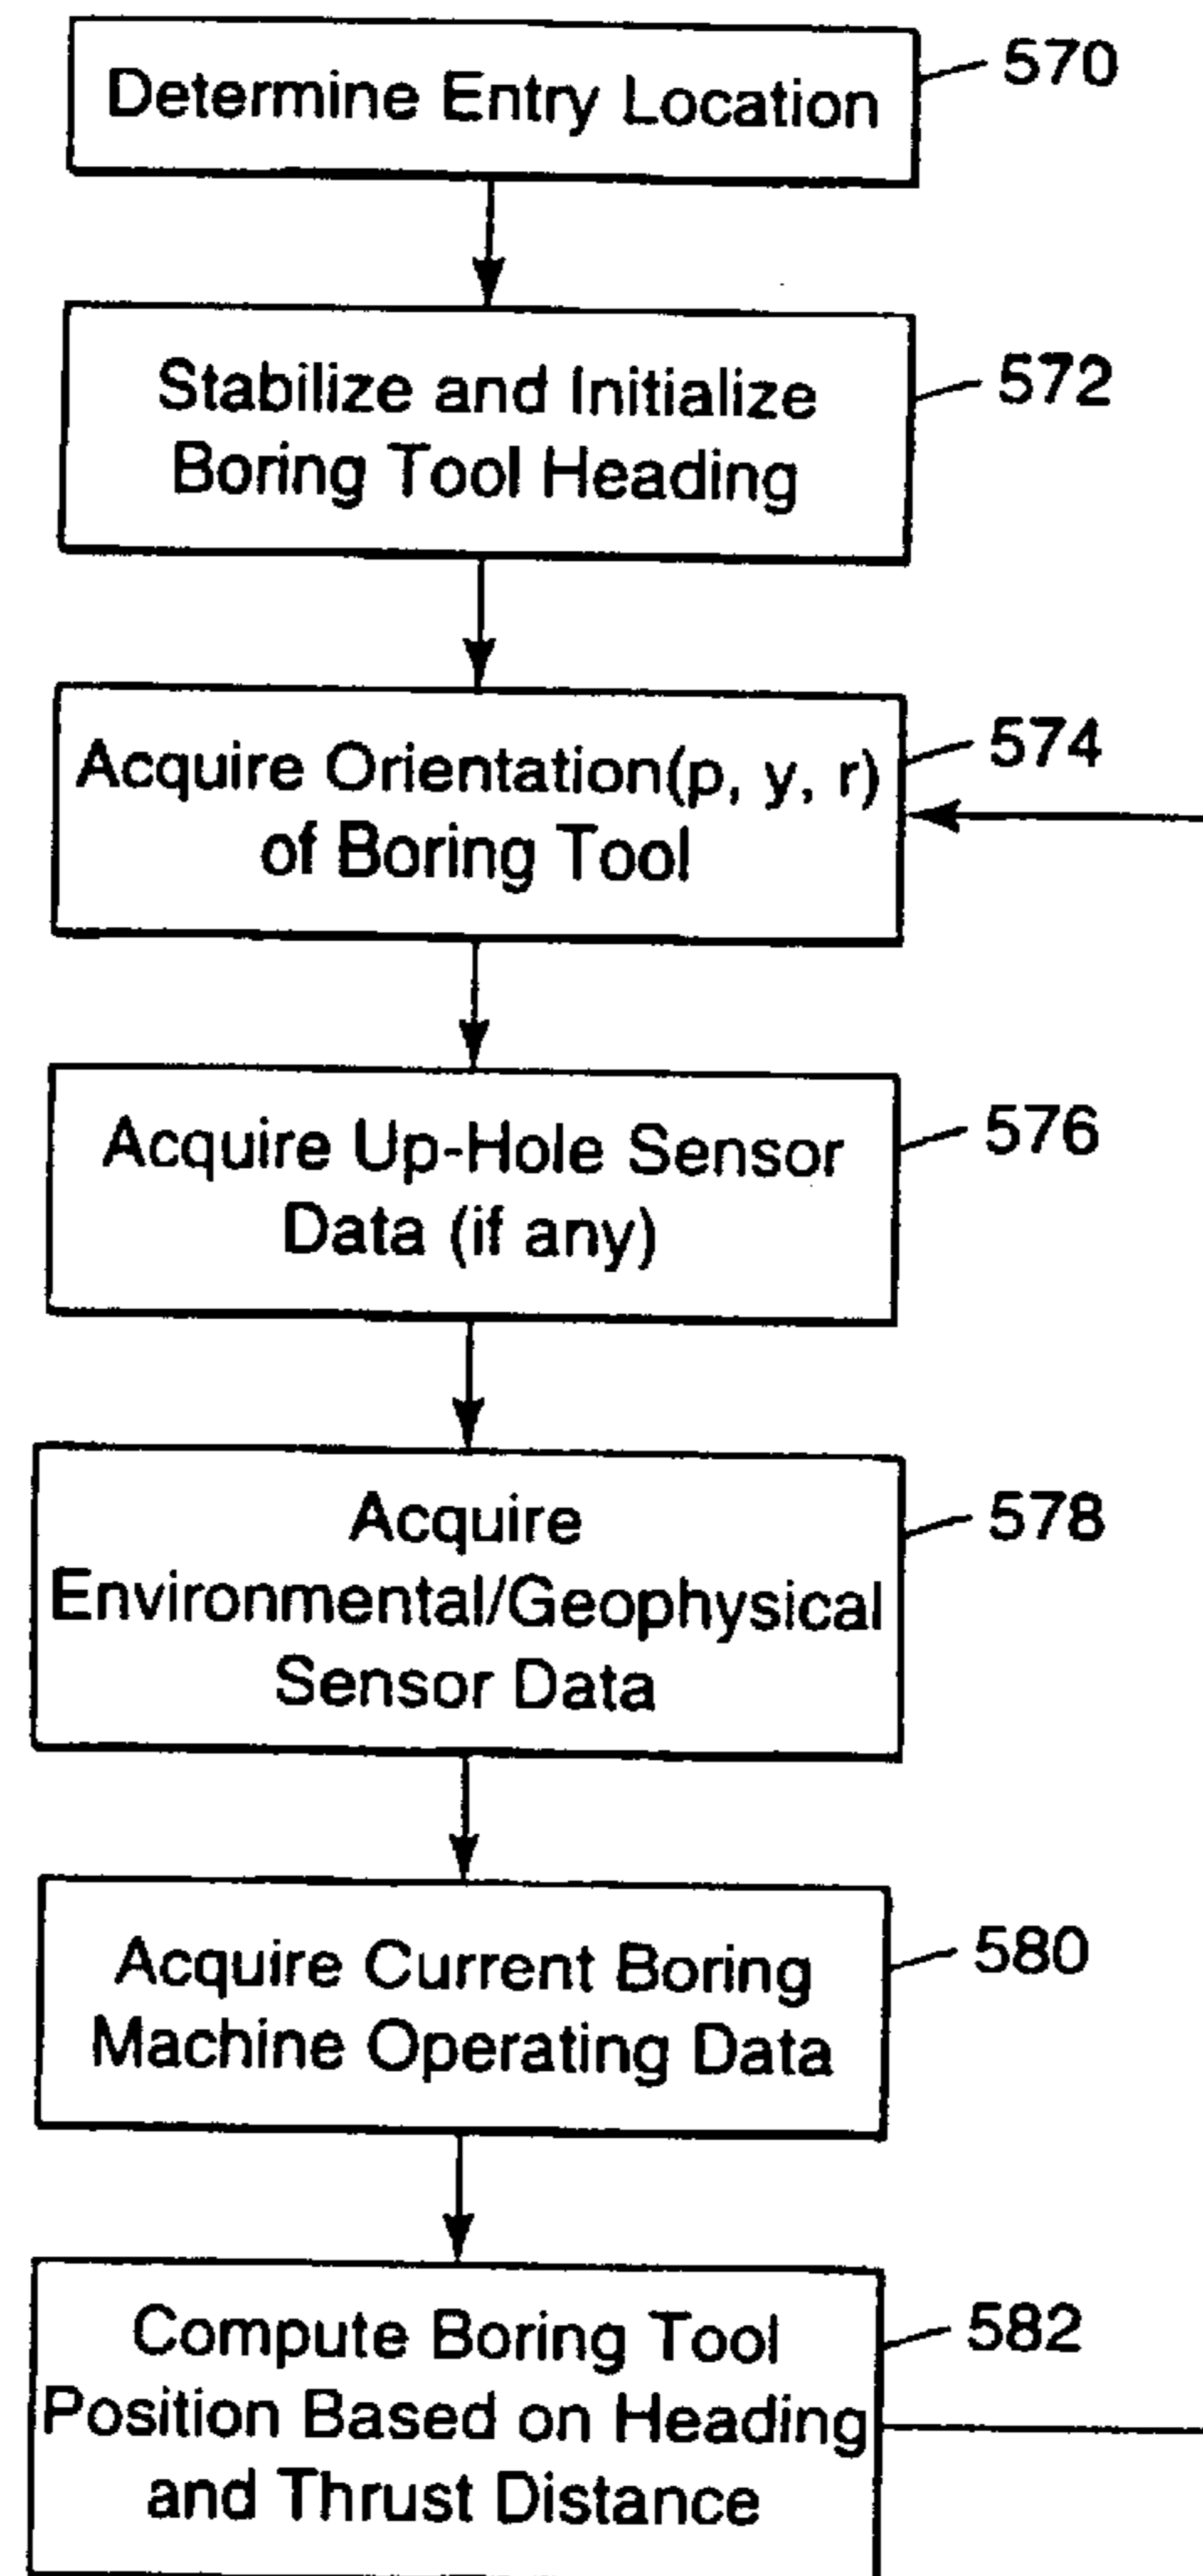 Determine Entry Location
570
Stabilize and Initialize
Boring Tool Heading
572
Acquire Orientation(p, y, r)
of Boring Tool
574
Acquire Up-Hole Sensor
Data (if any)
576
Acquire
Environmental/Geophysical
Sensor Data
578
Acquire Current Boring
Machine Operating Data
580
Compute Boring Tool
Position Based on Heading
and Thrust Distance
582